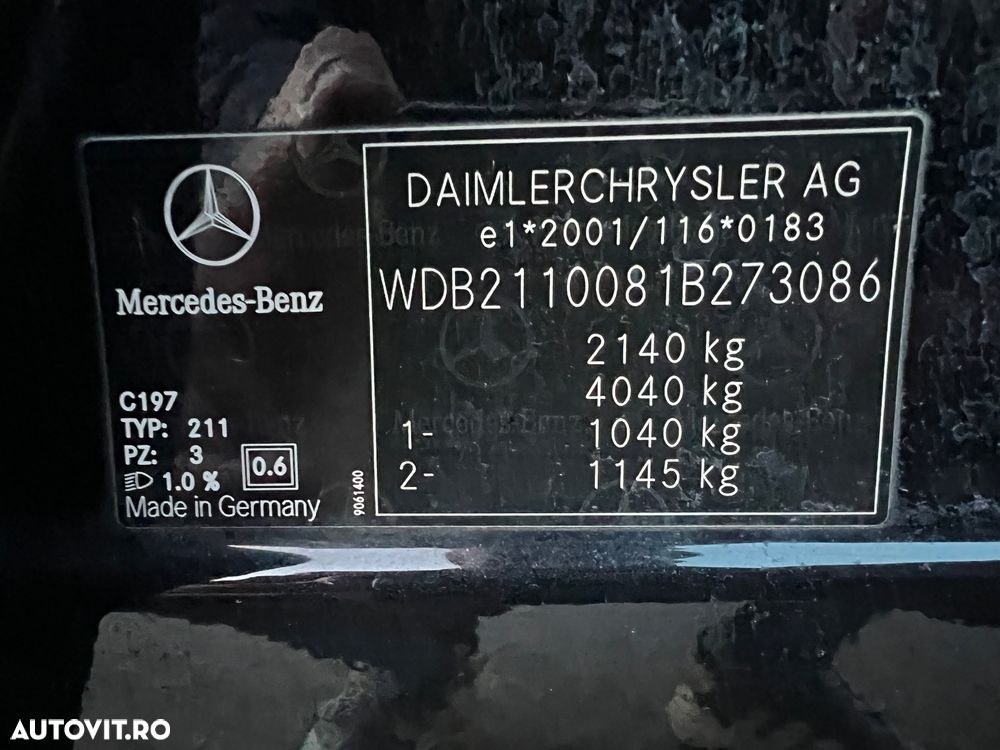 Mercedes-Benz
C197
TYP: 211
PZ: 3
1.0 %
0.6
Made in Germany
9061400
DAIMLERCHRYSLER AG
e1*2001/116*0183
WDB2110081B273086
2140 kg
4040 kg
1- 1040 kg
2- 1145 kg
AUTOVIT.RO